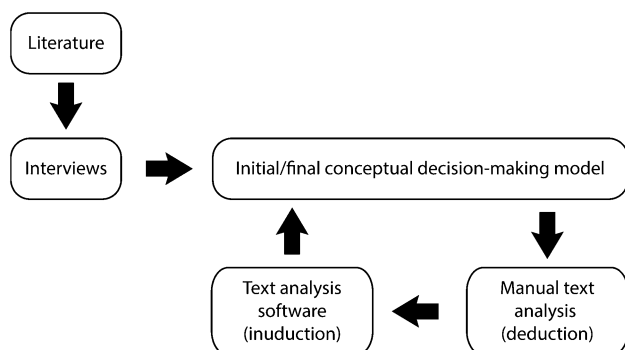 Literature
Interviews
Initial/final conceptual decision-making model
Text analysis
software
(inuduction)
Manual text
analysis
(deduction)